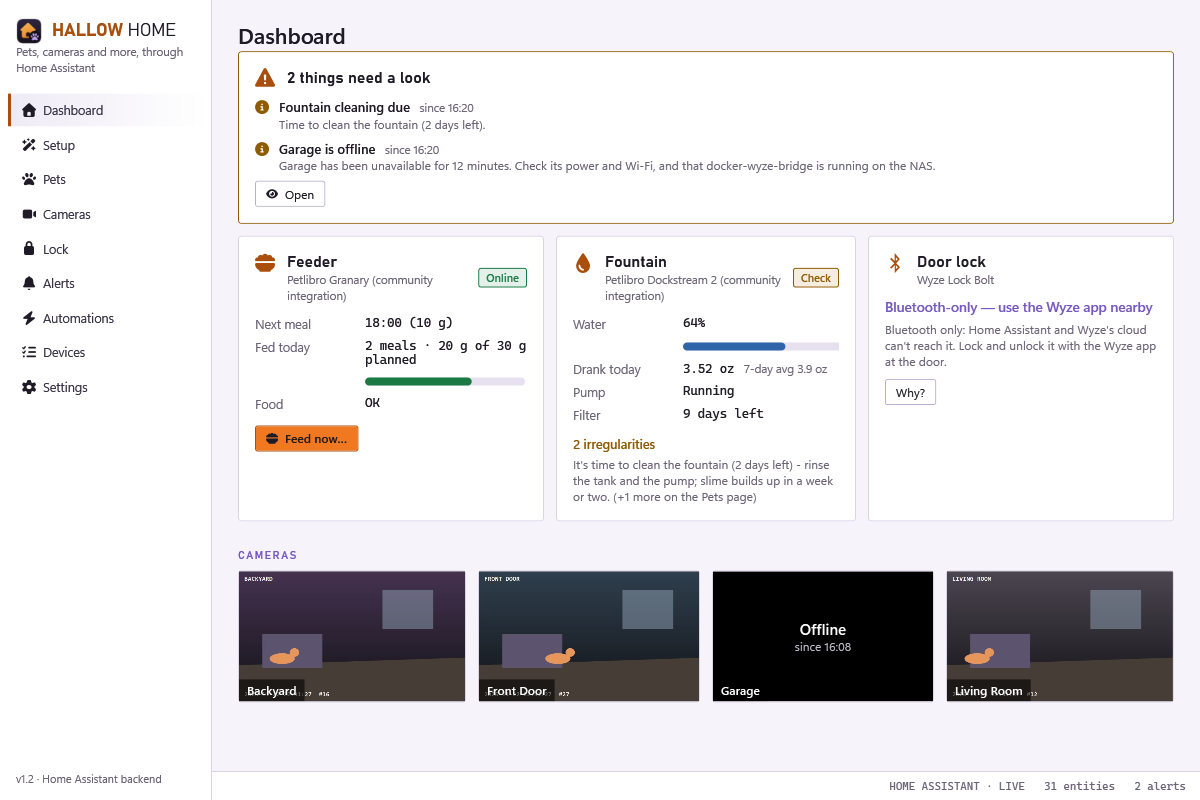 HALLOW HOME
Pets, cameras and more, through
Home Assistant
Dashboard
Setup
Pets
Cameras
Lock
Alerts
Automations
Devices
Settings
v1.2 · Home Assistant backend
Dashboard
2 things need a look
Fountain cleaning due since 16:20
Time to clean the fountain (2 days left).
Garage is offline since 16:20
Garage has been unavailable for 12 minutes. Check its power and Wi-Fi, and that docker-wyze-bridge is running on the NAS.
Open
Feeder
Petlibro Granary (community
integration)
Online
Next meal 18:00 (10 g)
Fed today 2 meals · 20 g of 30 g
planned
Food OK
Feed now...
Fountain
Petlibro Dockstream 2 (community
integration)
Check
Water 64%
Drank today 3.52 oz 7-day avg 3.9 oz
Pump Running
Filter 9 days left
2 irregularities
It's time to clean the fountain (2 days left) - rinse
the tank and the pump; slime builds up in a week
or two. (+1 more on the Pets page)
Door lock
Wyze Lock Bolt
Bluetooth-only — use the Wyze app nearby
Bluetooth only: Home Assistant and Wyze's cloud
can't reach it. Lock and unlock it with the Wyze app
at the door.
Why?
CAMERAS
BACKYARD
Backyard
#16
FRONT DOOR
Front Door
#27
Offline
since 16:08
Garage
LIVING ROOM
Living Room
HOME ASSISTANT · LIVE 31 entities 2 alerts